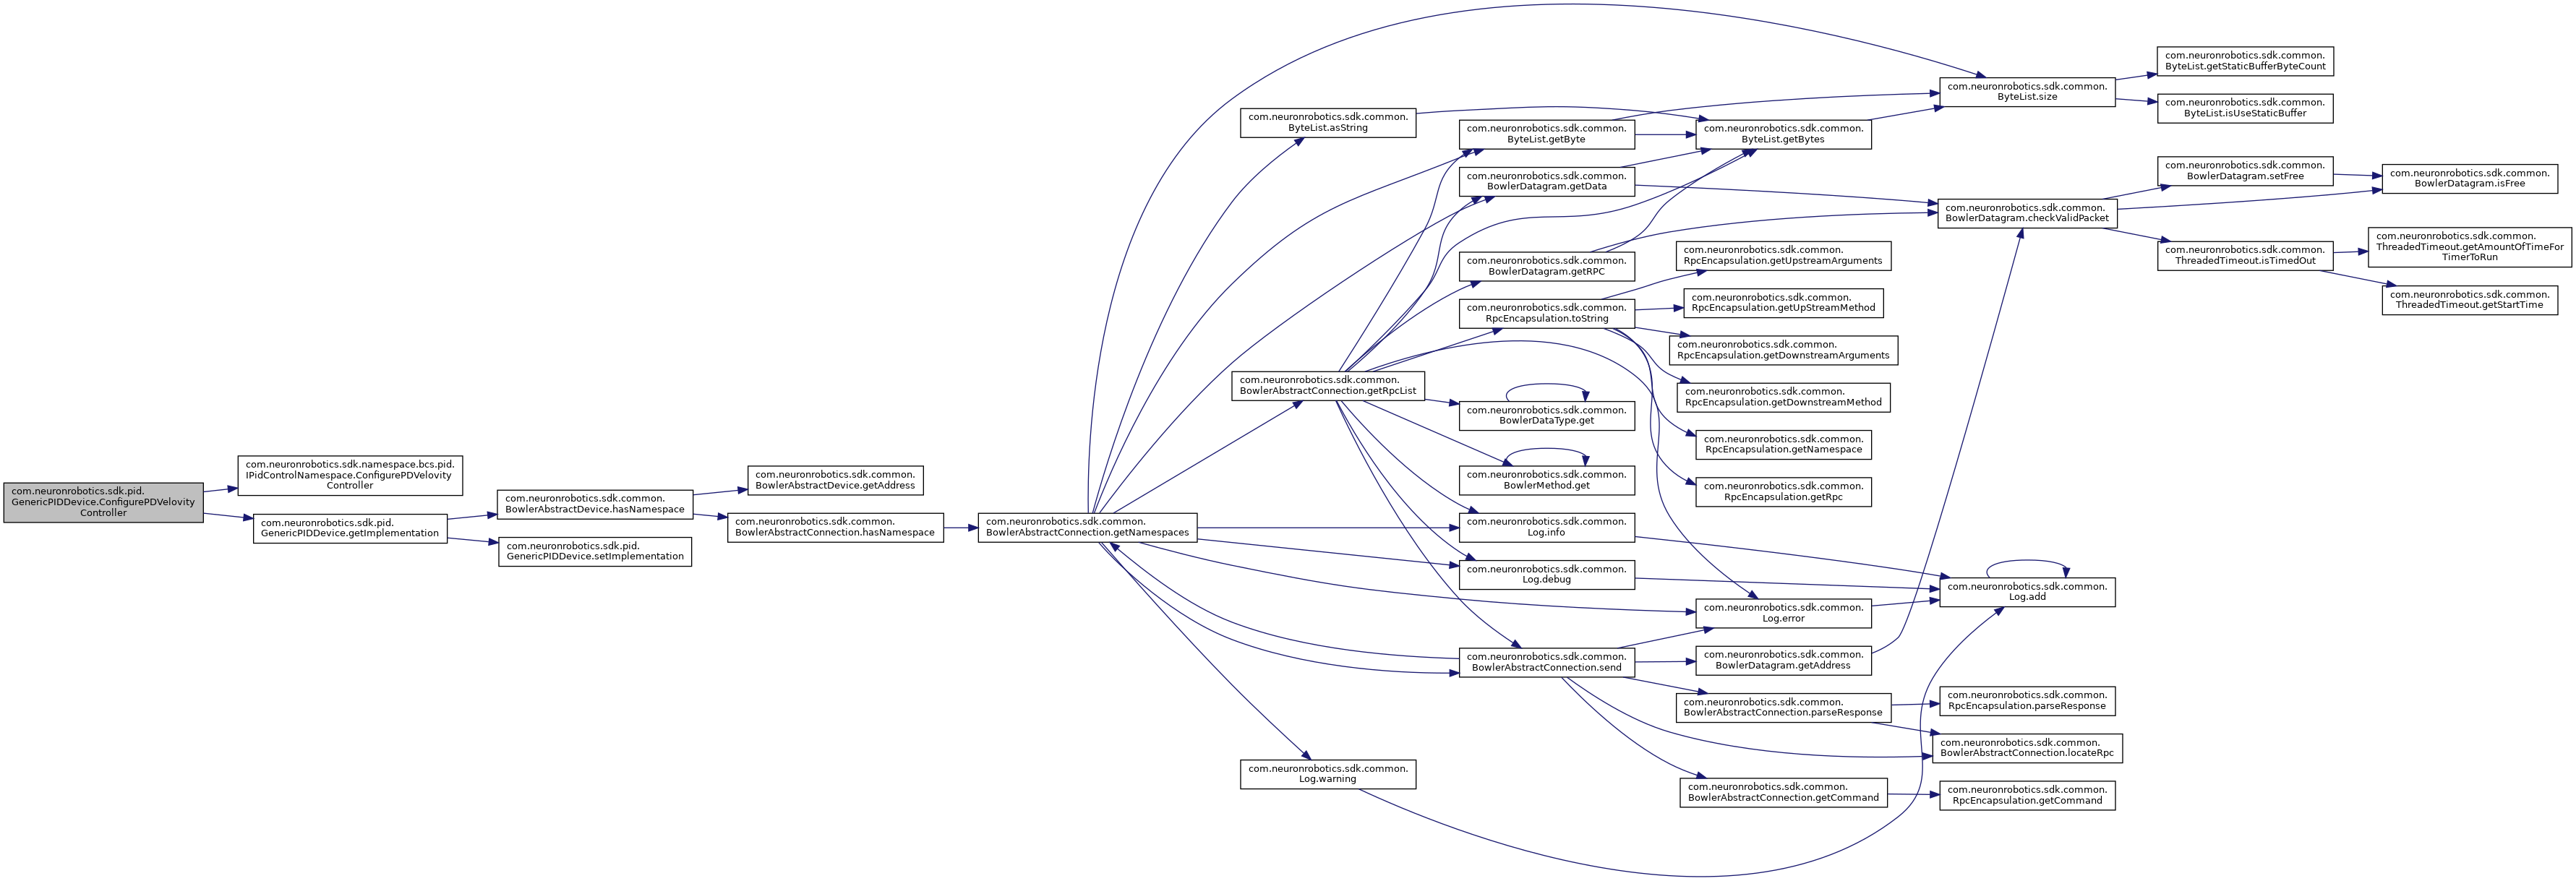 com.neuronrobotics.sdk.pid.
GenericPIDDevice.ConfigurePDVelovity
Controller
com.neuronrobotics.sdk.namespace.bcs.pid.
IPidControlNamespace.ConfigurePDVelovity
Controller
com.neuronrobotics.sdk.pid.
GenericPIDDevice.getImplementation
com.neuronrobotics.sdk.common.
BowlerAbstractDevice.hasNamespace
com.neuronrobotics.sdk.pid.
GenericPIDDevice.setImplementation
com.neuronrobotics.sdk.common.
BowlerAbstractDevice.getAddress
com.neuronrobotics.sdk.common.
BowlerAbstractConnection.hasNamespace
com.neuronrobotics.sdk.common.
BowlerAbstractConnection.getNamespaces
com.neuronrobotics.sdk.common.
ByteList.asString
com.neuronrobotics.sdk.common.
BowlerAbstractConnection.getRpcList
com.neuronrobotics.sdk.common.
Log.warning
com.neuronrobotics.sdk.common.
ByteList.getByte
com.neuronrobotics.sdk.common.
BowlerDatagram.getData
com.neuronrobotics.sdk.common.
BowlerDatagram.getRPC
com.neuronrobotics.sdk.common.
RpcEncapsulation.toString
com.neuronrobotics.sdk.common.
BowlerDataType.get
com.neuronrobotics.sdk.common.
BowlerMethod.get
com.neuronrobotics.sdk.common.
Log.info
com.neuronrobotics.sdk.common.
Log.debug
com.neuronrobotics.sdk.common.
BowlerAbstractConnection.send
com.neuronrobotics.sdk.common.
ByteList.getBytes
com.neuronrobotics.sdk.common.
RpcEncapsulation.getUpstreamArguments
com.neuronrobotics.sdk.common.
RpcEncapsulation.getUpStreamMethod
com.neuronrobotics.sdk.common.
RpcEncapsulation.getDownstreamArguments
com.neuronrobotics.sdk.common.
RpcEncapsulation.getDownstreamMethod
com.neuronrobotics.sdk.common.
RpcEncapsulation.getNamespace
com.neuronrobotics.sdk.common.
RpcEncapsulation.getRpc
com.neuronrobotics.sdk.common.
Log.error
com.neuronrobotics.sdk.common.
BowlerDatagram.getAddress
com.neuronrobotics.sdk.common.
BowlerAbstractConnection.parseResponse
com.neuronrobotics.sdk.common.
BowlerAbstractConnection.getCommand
com.neuronrobotics.sdk.common.
ByteList.size
com.neuronrobotics.sdk.common.
BowlerDatagram.checkValidPacket
com.neuronrobotics.sdk.common.
Log.add
com.neuronrobotics.sdk.common.
RpcEncapsulation.parseResponse
com.neuronrobotics.sdk.common.
BowlerAbstractConnection.locateRpc
com.neuronrobotics.sdk.common.
RpcEncapsulation.getCommand
com.neuronrobotics.sdk.common.
ByteList.getStaticBufferByteCount
com.neuronrobotics.sdk.common.
ByteList.isUseStaticBuffer
com.neuronrobotics.sdk.common.
BowlerDatagram.setFree
com.neuronrobotics.sdk.common.
ThreadedTimeout.isTimedOut
com.neuronrobotics.sdk.common.
BowlerDatagram.isFree
com.neuronrobotics.sdk.common.
ThreadedTimeout.getAmountOfTimeFor
TimerToRun
com.neuronrobotics.sdk.common.
ThreadedTimeout.getStartTime